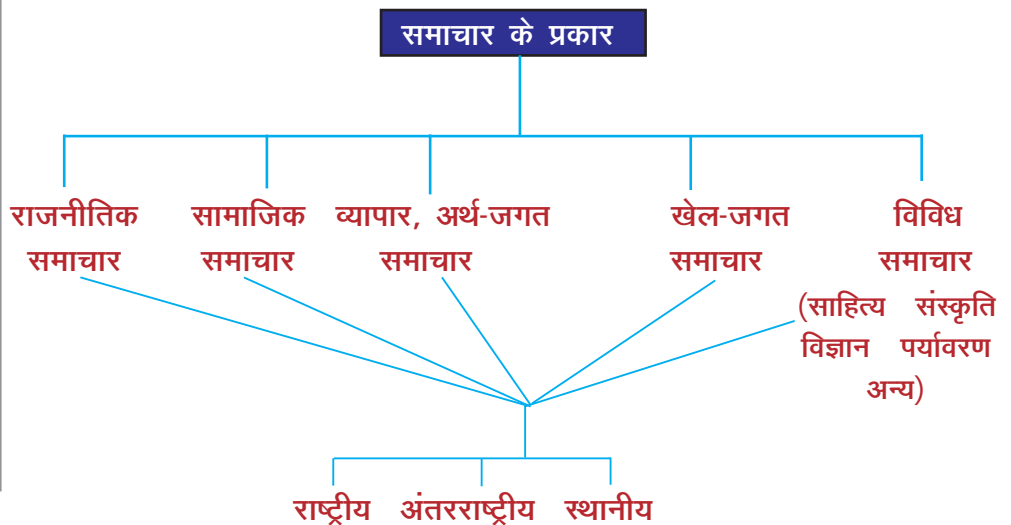 समाचार के प्रकार
राजनीतिक समाचार
सामाजिक समाचार
व्यापार, अर्थ-जगत समाचार
खेल-जगत समाचार
विविध समाचार
(साहित्य संस्कृति
विज्ञान पर्यावरण
अन्य)
राष्ट्रीय अंतरराष्ट्रीय स्थानीय